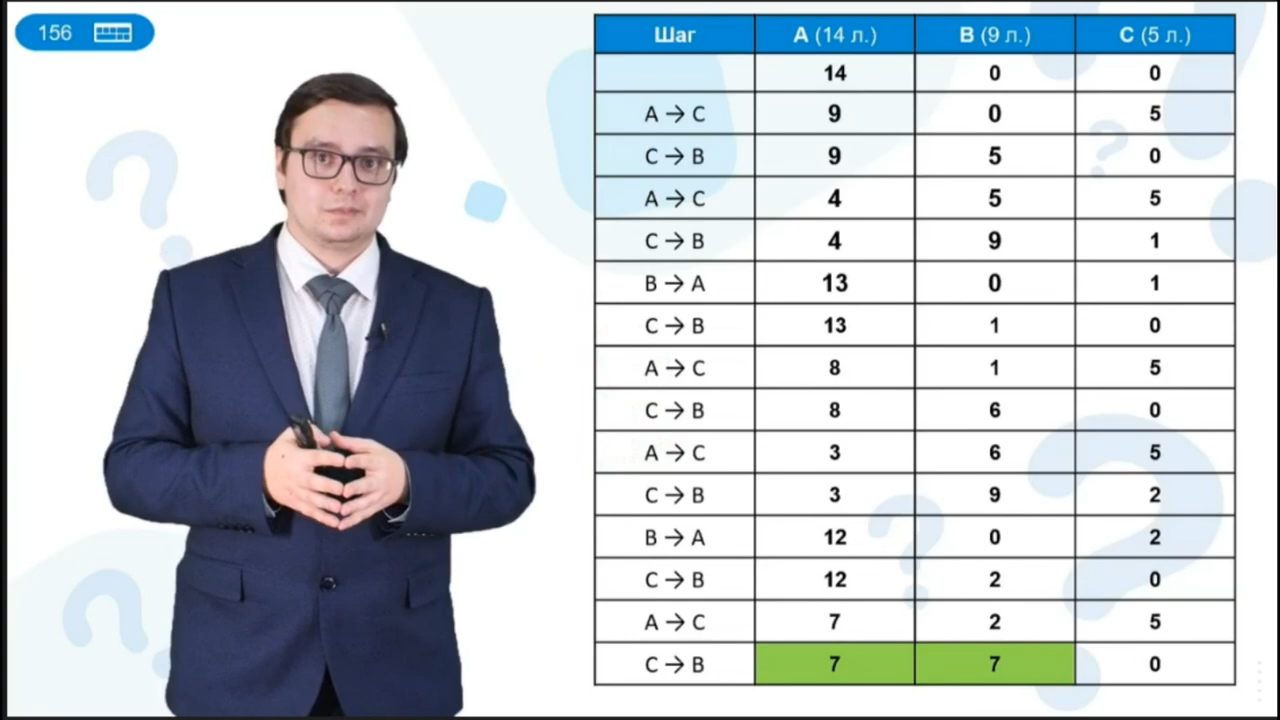 156
Шаг A (14 л.) B (9 л.) C (5 л.)
14 0 0
A → C 9 0 5
C → B 9 5 0
A → C 4 5 5
C → B 4 9 1
B → A 13 0 1
C → B 13 1 0
A → C 8 1 5
C → B 8 6 0
A → C 3 6 5
C → B 3 9 2
B → A 12 0 2
C → B 12 2 0
A → C 7 2 5
C → B 7 7 0